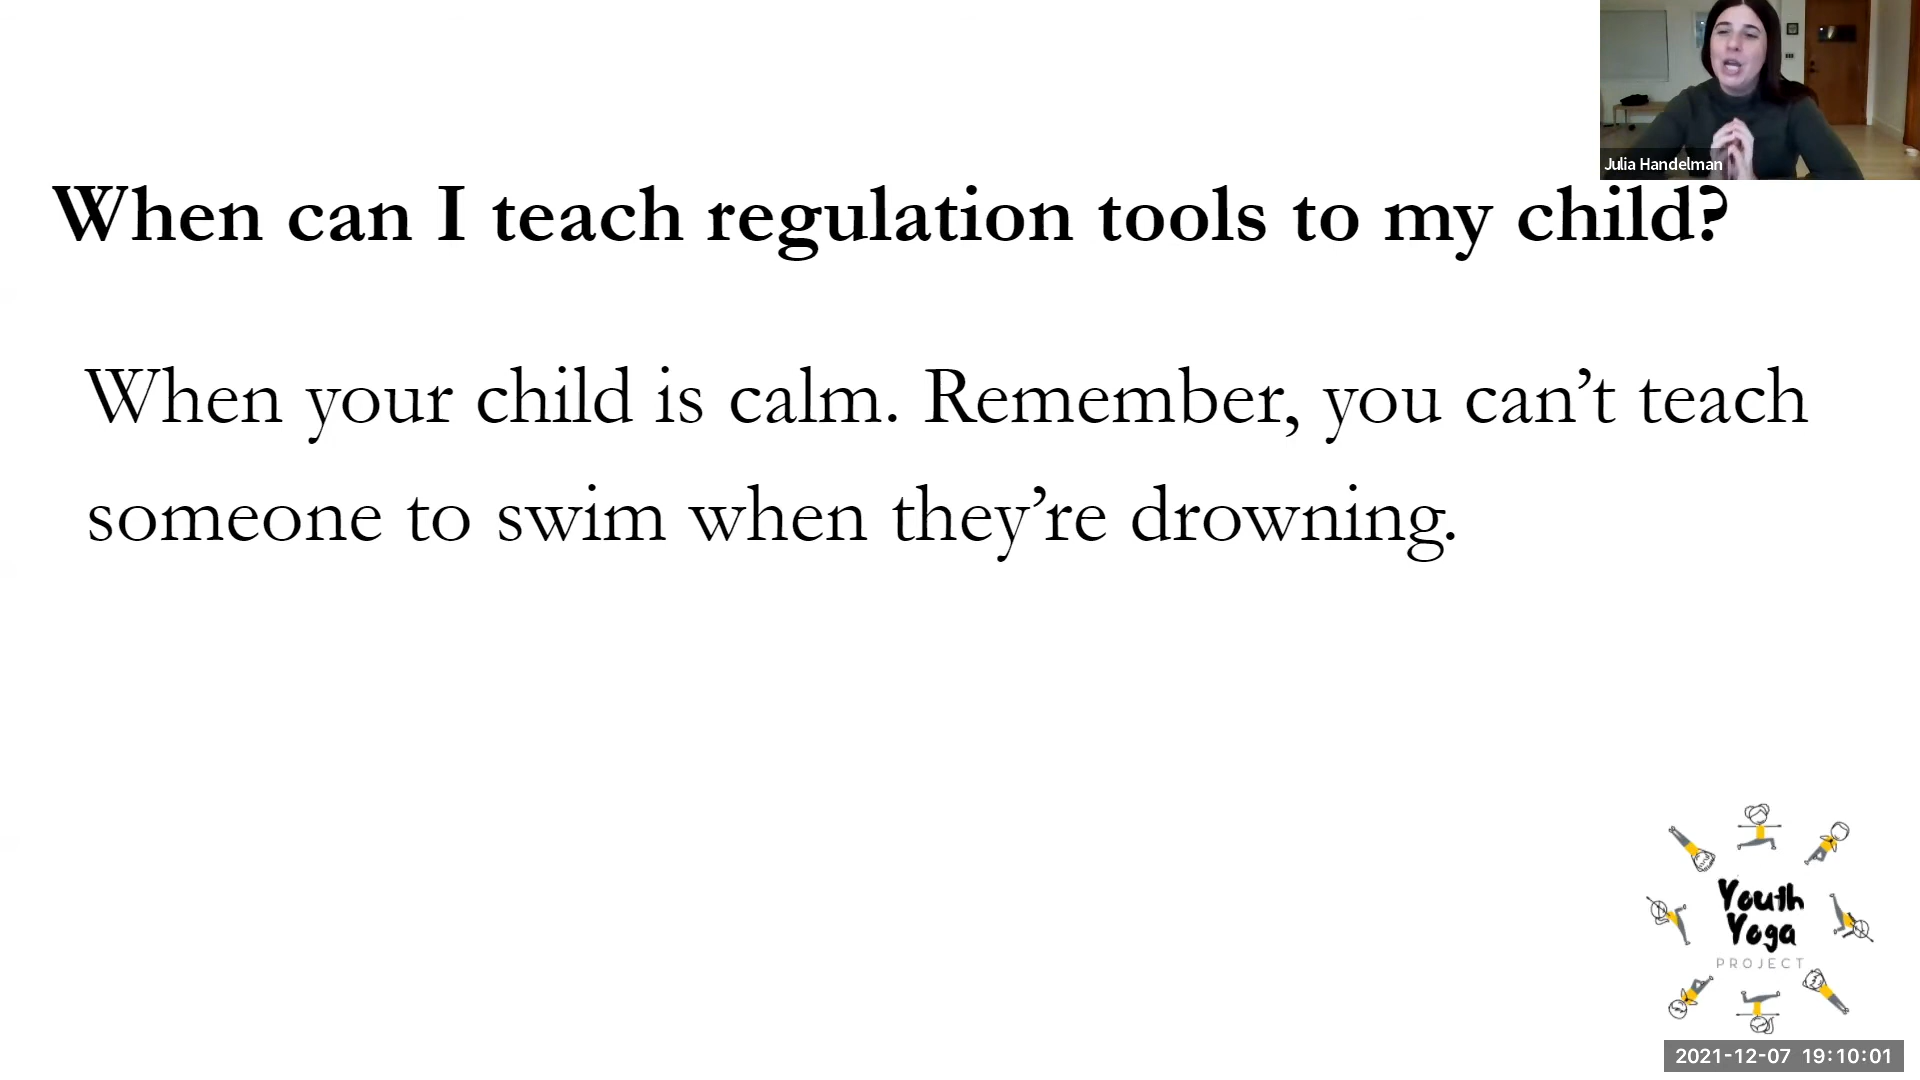 Julia Handelman
When can I teach regulation tools to my child?
When your child is calm. Remember, you can’t teach
someone to swim when they’re drowning.
Youth
Yoga
PROJECT
2021-12-07 19:10:01